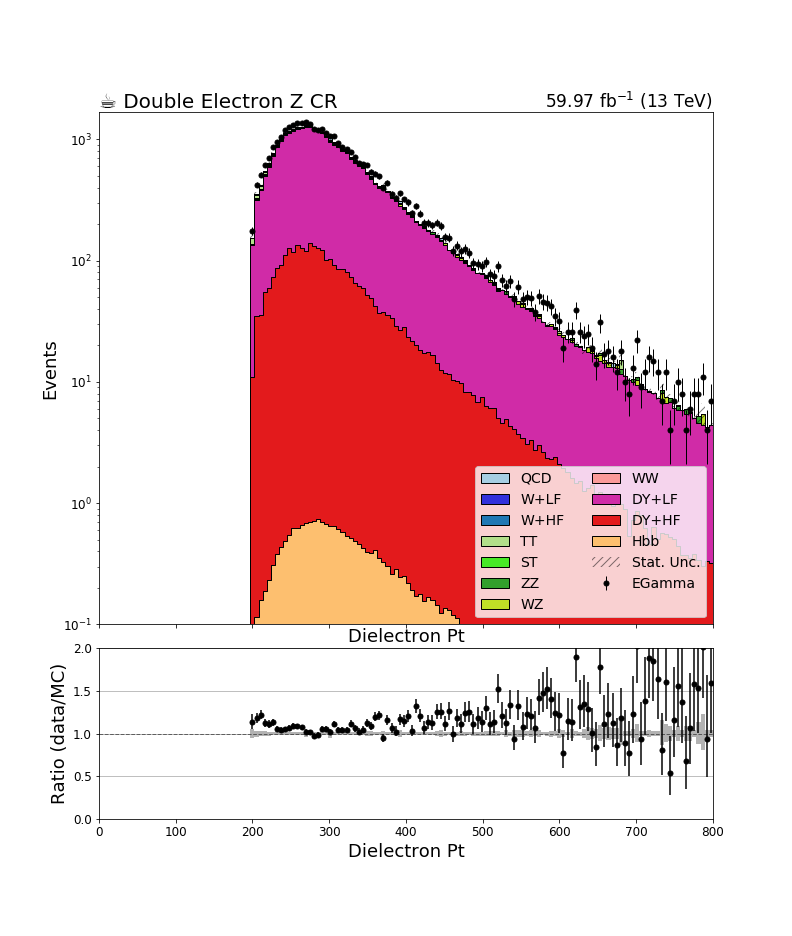 ☕ Double Electron Z CR
59.97 fb⁻¹ (13 TeV)
Events
10³
10²
10¹
10⁰
10⁻¹
QCD
W+LF
W+HF
TT
ST
ZZ
WZ
WW
DY+LF
DY+HF
Hbb
Stat. Unc.
EGamma
Dielectron Pt
Ratio (data/MC)
2.0
1.5
1.0
0.5
0.0
0 100 200 300 400 500 600 700 800
Dielectron Pt